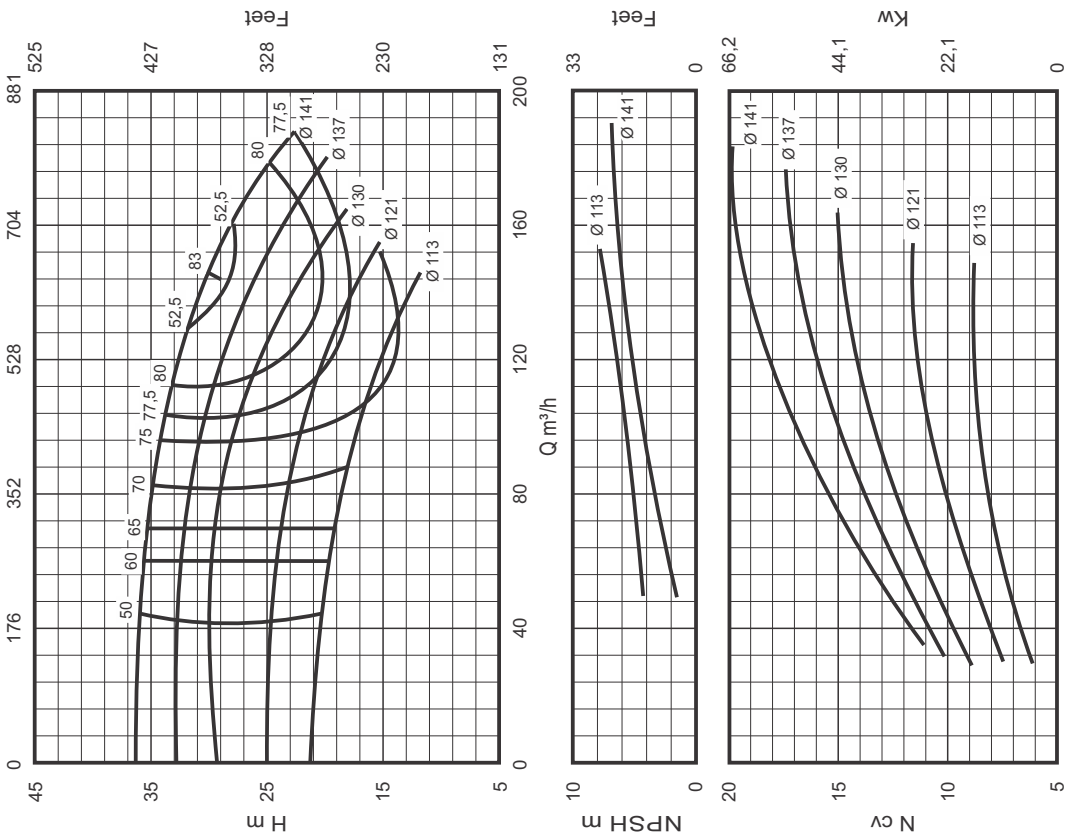 0 176 352 528 704 881
45 35 25 15 5
H m
525 427 328 230 131
Feet
50 60 65 70 75 77,5 80 52,5 83 52,5 80 77,5
Ø 141
Ø 137
Ø 130
Ø 121
Ø 113
0 40 80 120 160 200
Q m³/h
10 5 0
NPSH m
33 0
Feet
Ø 113
Ø 141
20 15 10 5
N cv
66,2 44,1 22,1 0
Kw
Ø 141
Ø 137
Ø 130
Ø 121
Ø 113